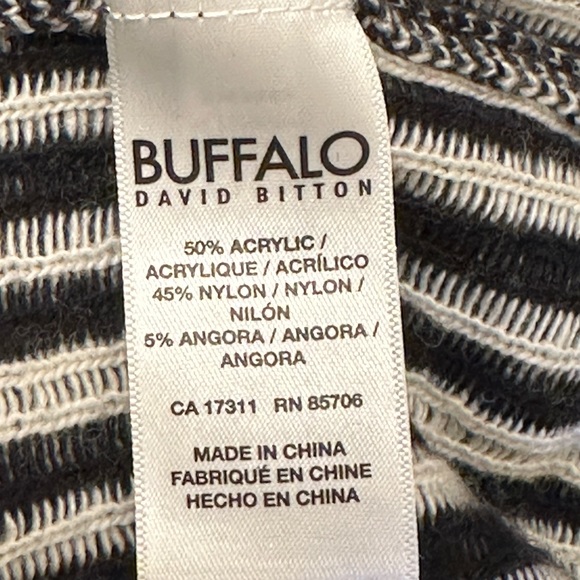 BUFFALO
DAVID BITTON
50% ACRYLIC /
ACRYLIQUE / ACRÍLICO
45% NYLON / NYLON /
NILÓN
5% ANGORA / ANGORA /
ANGORA
CA 17311 RN 85706
MADE IN CHINA
FABRIQUÉ EN CHINE
HECHO EN CHINA